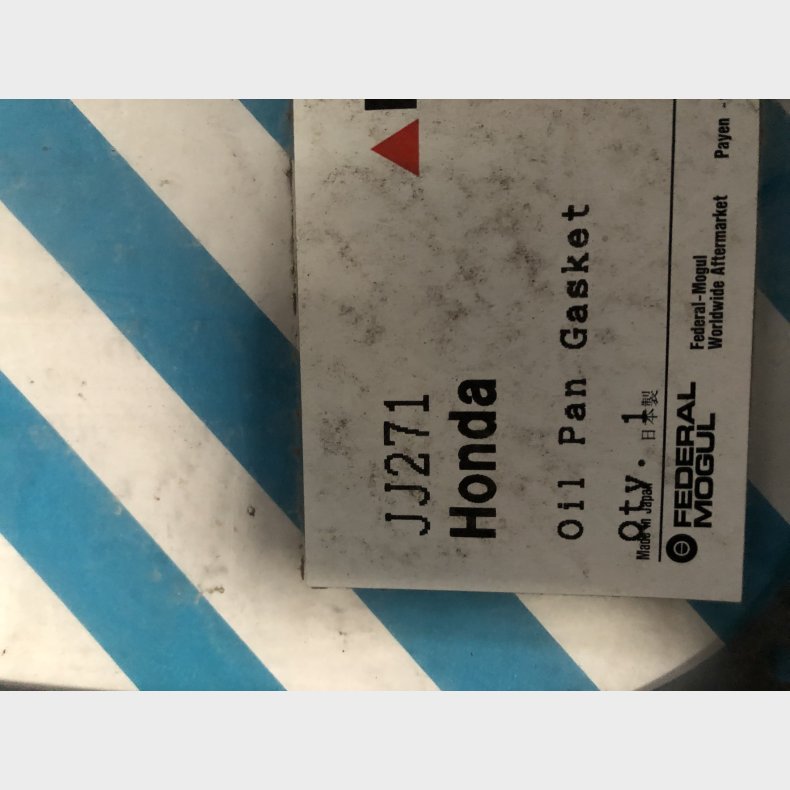 JJ271
Honda
Oil Pan Gasket
Qty. 1
Made in Japan 日本製
FEDERAL
MOGUL
Federal-Mogul
Worldwide Aftermarket
Payen -